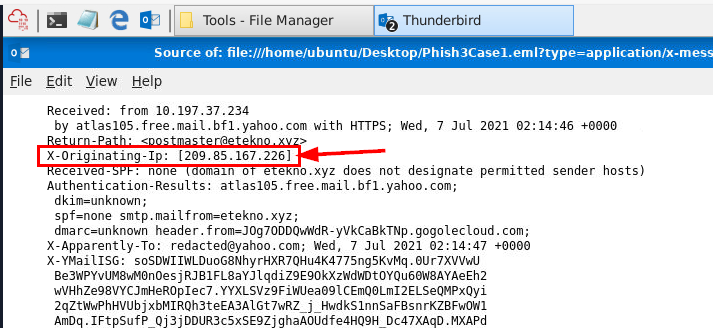 Tools - File Manager
2
Thunderbird
Source of: file:///home/ubuntu/Desktop/Phish3Case1.eml?type=application/x-mess
File Edit View Help
Received: from 10.197.37.234
by atlas105.free.mail.bf1.yahoo.com with HTTPS; Wed, 7 Jul 2021 02:14:46 +0000
Return-Path: <postmaster@etekno.xyz>
X-Originating-Ip: [209.85.167.226]
Received-SPF: none (domain of etekno.xyz does not designate permitted sender hosts)
Authentication-Results: atlas105.free.mail.bf1.yahoo.com;
dkim=unknown;
spf=none smtp.mailfrom=etekno.xyz;
dmarc=unknown header.from=JOg7ODDQwWdR-yVkCaBkTNp.gogolecloud.com;
X-Apparently-To: redacted@yahoo.com; Wed, 7 Jul 2021 02:14:47 +0000
X-YMailISG: soSDWIIWLDuoG8NhyrHXR7QHu4K4775ng5KvMq.0Ur7XVVwU
Be3WPYvUM8wM0nOesjRJB1FL8aYJlqdiZ9E9OkXzWdWDtOYQu60W8AYAeEh2
wVHhZe98VYCJmHeROpIec7.YYXLSVz9FiWUea09lCEmQ0LmI2ELSeQMPxQyi
2qZtWwPhHVUbjxbMIRQh3teEA3AlGt7wRZ_j_HwdkS1nnSaFBsnrKZBFwOW1
AmDq.IFtpSufP_Qj3jDDUR3c5xSE9ZjghaAOUdfe4HQ9H_Dc47XAqD.MXAPd